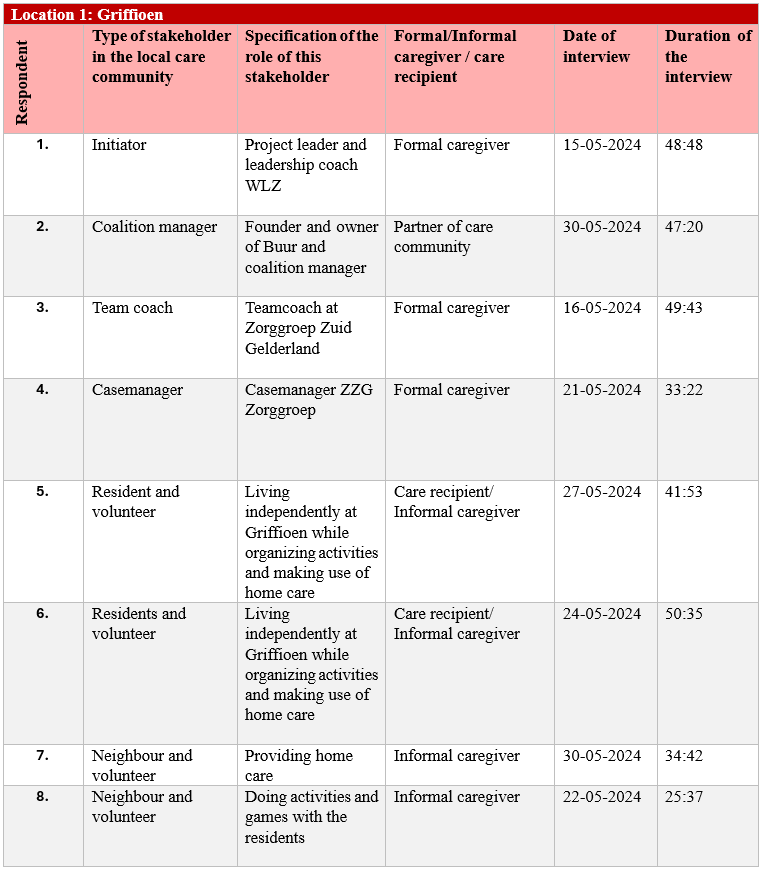 Location 1: Griffioen
Respondent
Type of stakeholder
in the local care
community
Specification of the
role of this
stakeholder
Formal/Informal
caregiver / care
recipient
Date of
interview
Duration of
the
interview
1.
Initiator
Project leader and
leadership coach
WLZ
Formal caregiver
15-05-2024
48:48
2.
Coalition manager
Founder and owner
of Buur and
coalition manager
Partner of care
community
30-05-2024
47:20
3.
Team coach
Teamcoach at
Zorggroep Zuid
Gelderland
Formal caregiver
16-05-2024
49:43
4.
Casemanager
Casemanager ZZG
Zorggroep
Formal caregiver
21-05-2024
33:22
5.
Resident and
volunteer
Living
independently at
Griffioen while
organizing activities
and making use of
home care
Care recipient/
Informal caregiver
27-05-2024
41:53
6.
Residents and
volunteer
Living
independently at
Griffioen while
organizing activities
and making use of
home care
Care recipient/
Informal caregiver
24-05-2024
50:35
7.
Neighbour and
volunteer
Providing home
care
Informal caregiver
30-05-2024
34:42
8.
Neighbour and
volunteer
Doing activities and
games with the
residents
Informal caregiver
22-05-2024
25:37